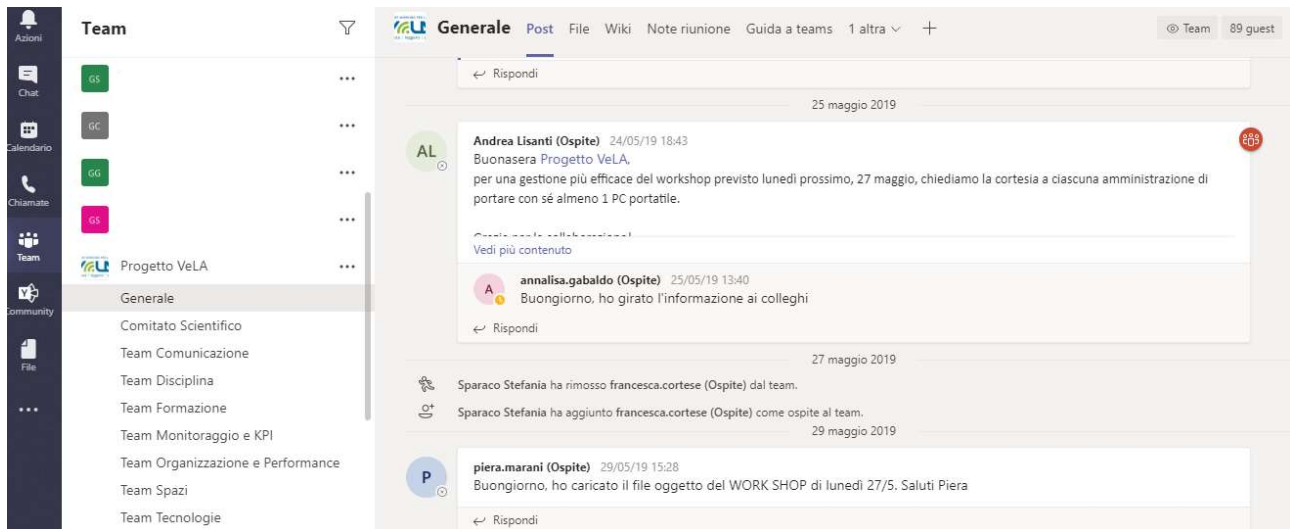 Azioni
Chat
Calendario
Chiamate
Team
Community
File
Team
GS
GC
GG
GS
Progetto VeLA
Generale
Comitato Scientifico
Team Comunicazione
Team Disciplina
Team Formazione
Team Monitoraggio e KPI
Team Organizzazione e Performance
Team Spazi
Team Tecnologie
Generale Post File Wiki Note riunione Guida a teams 1 altra
Team 89 guest
Rispondi
25 maggio 2019
AL
Andrea Lisanti (Ospite) 24/05/19 18:43
Buonasera Progetto VeLA,
per una gestione più efficace del workshop previsto lunedì prossimo, 27 maggio, chiediamo la cortesia a ciascuna amministrazione di
portare con sé almeno 1 PC portatile.
Grazie per la collaborazione!
Vedi più contenuto
A
annalisa.gabaldo (Ospite) 25/05/19 13:40
Buongiorno, ho girato l'informazione ai colleghi
Rispondi
27 maggio 2019
Sparaco Stefania ha rimosso francesca.cortese (Ospite) dal team.
Sparaco Stefania ha aggiunto francesca.cortese (Ospite) come ospite al team.
29 maggio 2019
P
piera.marani (Ospite) 29/05/19 15:28
Buongiorno, ho caricato il file oggetto del WORK SHOP di lunedì 27/5. Saluti Piera
Rispondi